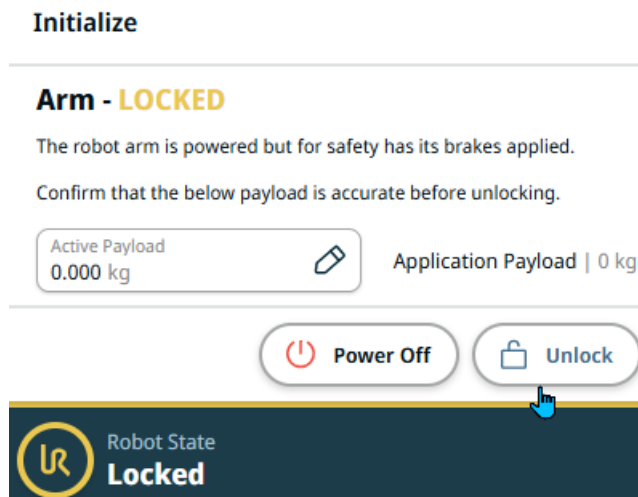 Initialize
Arm - LOCKED
The robot arm is powered but for safety has its brakes applied.
Confirm that the below payload is accurate before unlocking.
Active Payload
0.000 kg
Application Payload | 0 kg
Power Off
Unlock
UR
Robot State
Locked